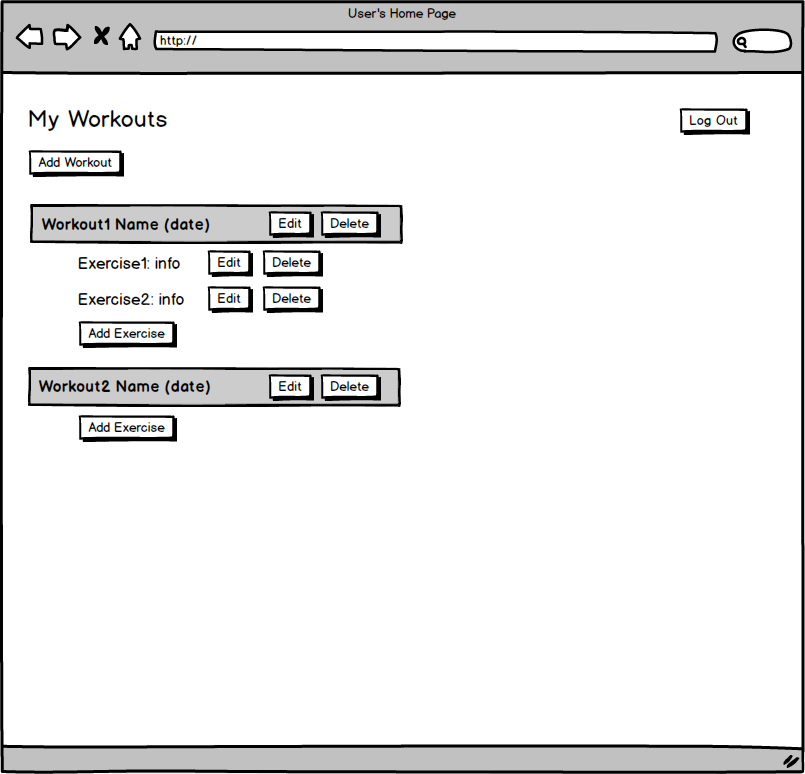 User's Home Page
http://
My Workouts
Log Out
Add Workout
Workout1 Name (date) Edit Delete
Exercise1: info Edit Delete
Exercise2: info Edit Delete
Add Exercise
Workout2 Name (date) Edit Delete
Add Exercise